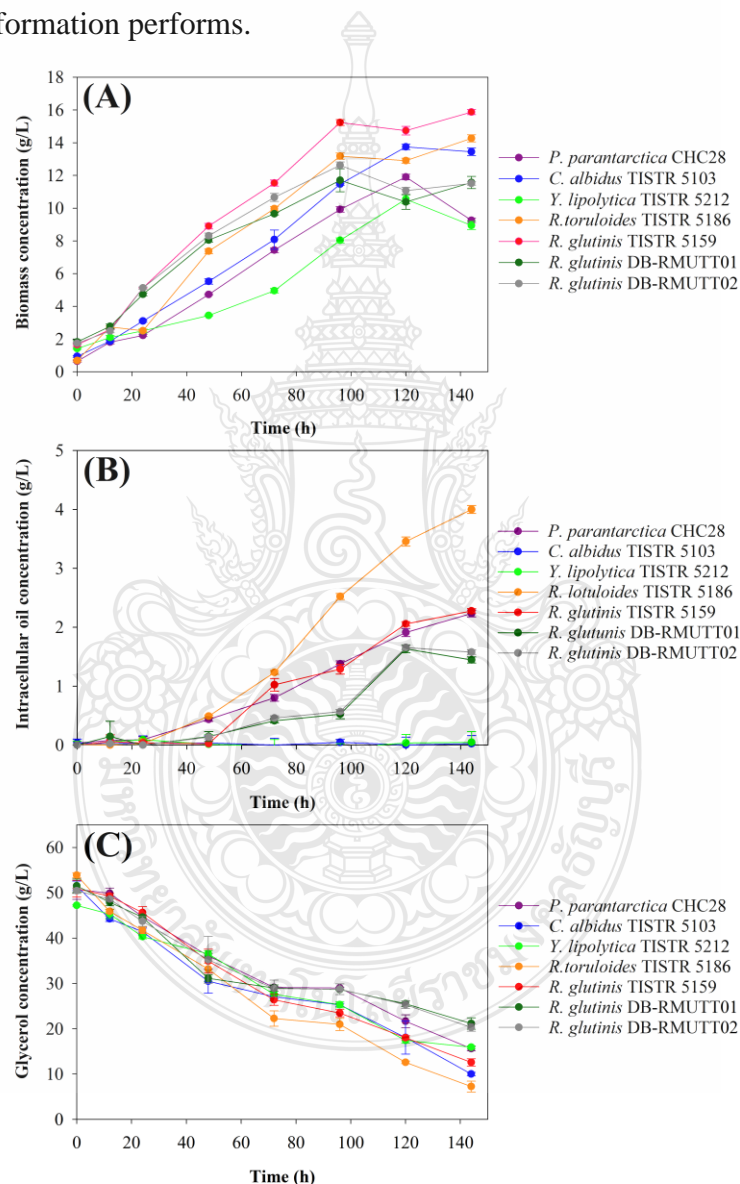 formation performs.
(A)
Biomass concentration (g/L)
18
16
14
12
10
8
6
4
2
0
0 20 40 60 80 100 120 140
Time (h)
P. parantarctica CHC28
C. albidus TISTR 5103
Y. lipolytica TISTR 5212
R.toruloides TISTR 5186
R. glutinis TISTR 5159
R. glutinis DB-RMUTT01
R. glutinis DB-RMUTT02
(B)
Intracellular oil concentration (g/L)
5
4
3
2
1
0
0 20 40 60 80 100 120 140
Time (h)
P. parantarctica CHC28
C. albidus TISTR 5103
Y. lipolytica TISTR 5212
R. lotuloides TISTR 5186
R. glutinis TISTR 5159
R. glutunis DB-RMUTT01
R. glutinis DB-RMUTT02
(C)
Glycerol concentration (g/L)
60
50
40
30
20
10
0
0 20 40 60 80 100 120 140
Time (h)
P. parantarctica CHC28
C. albidus TISTR 5103
Y. lipolytica TISTR 5212
R.toruloides TISTR 5186
R. glutinis TISTR 5159
R. glutinis DB-RMUTT01
R. glutinis DB-RMUTT02